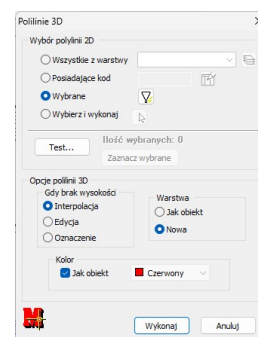 Polilinie 3D
Wybór polylinii 2D
Wszystkie z warstwy
Posiadające kod
Wybrane
Wybierz i wykonaj
Test...
Ilość wybranych: 0
Zaznacz wybrane
Opcje polilinii 3D
Gdy brak wysokości
Interpolacja
Edycja
Oznaczenie
Warstwa
Jak obiekt
Nowa
Kolor
Jak obiekt
Czerwony
Wykonaj
Anuluj